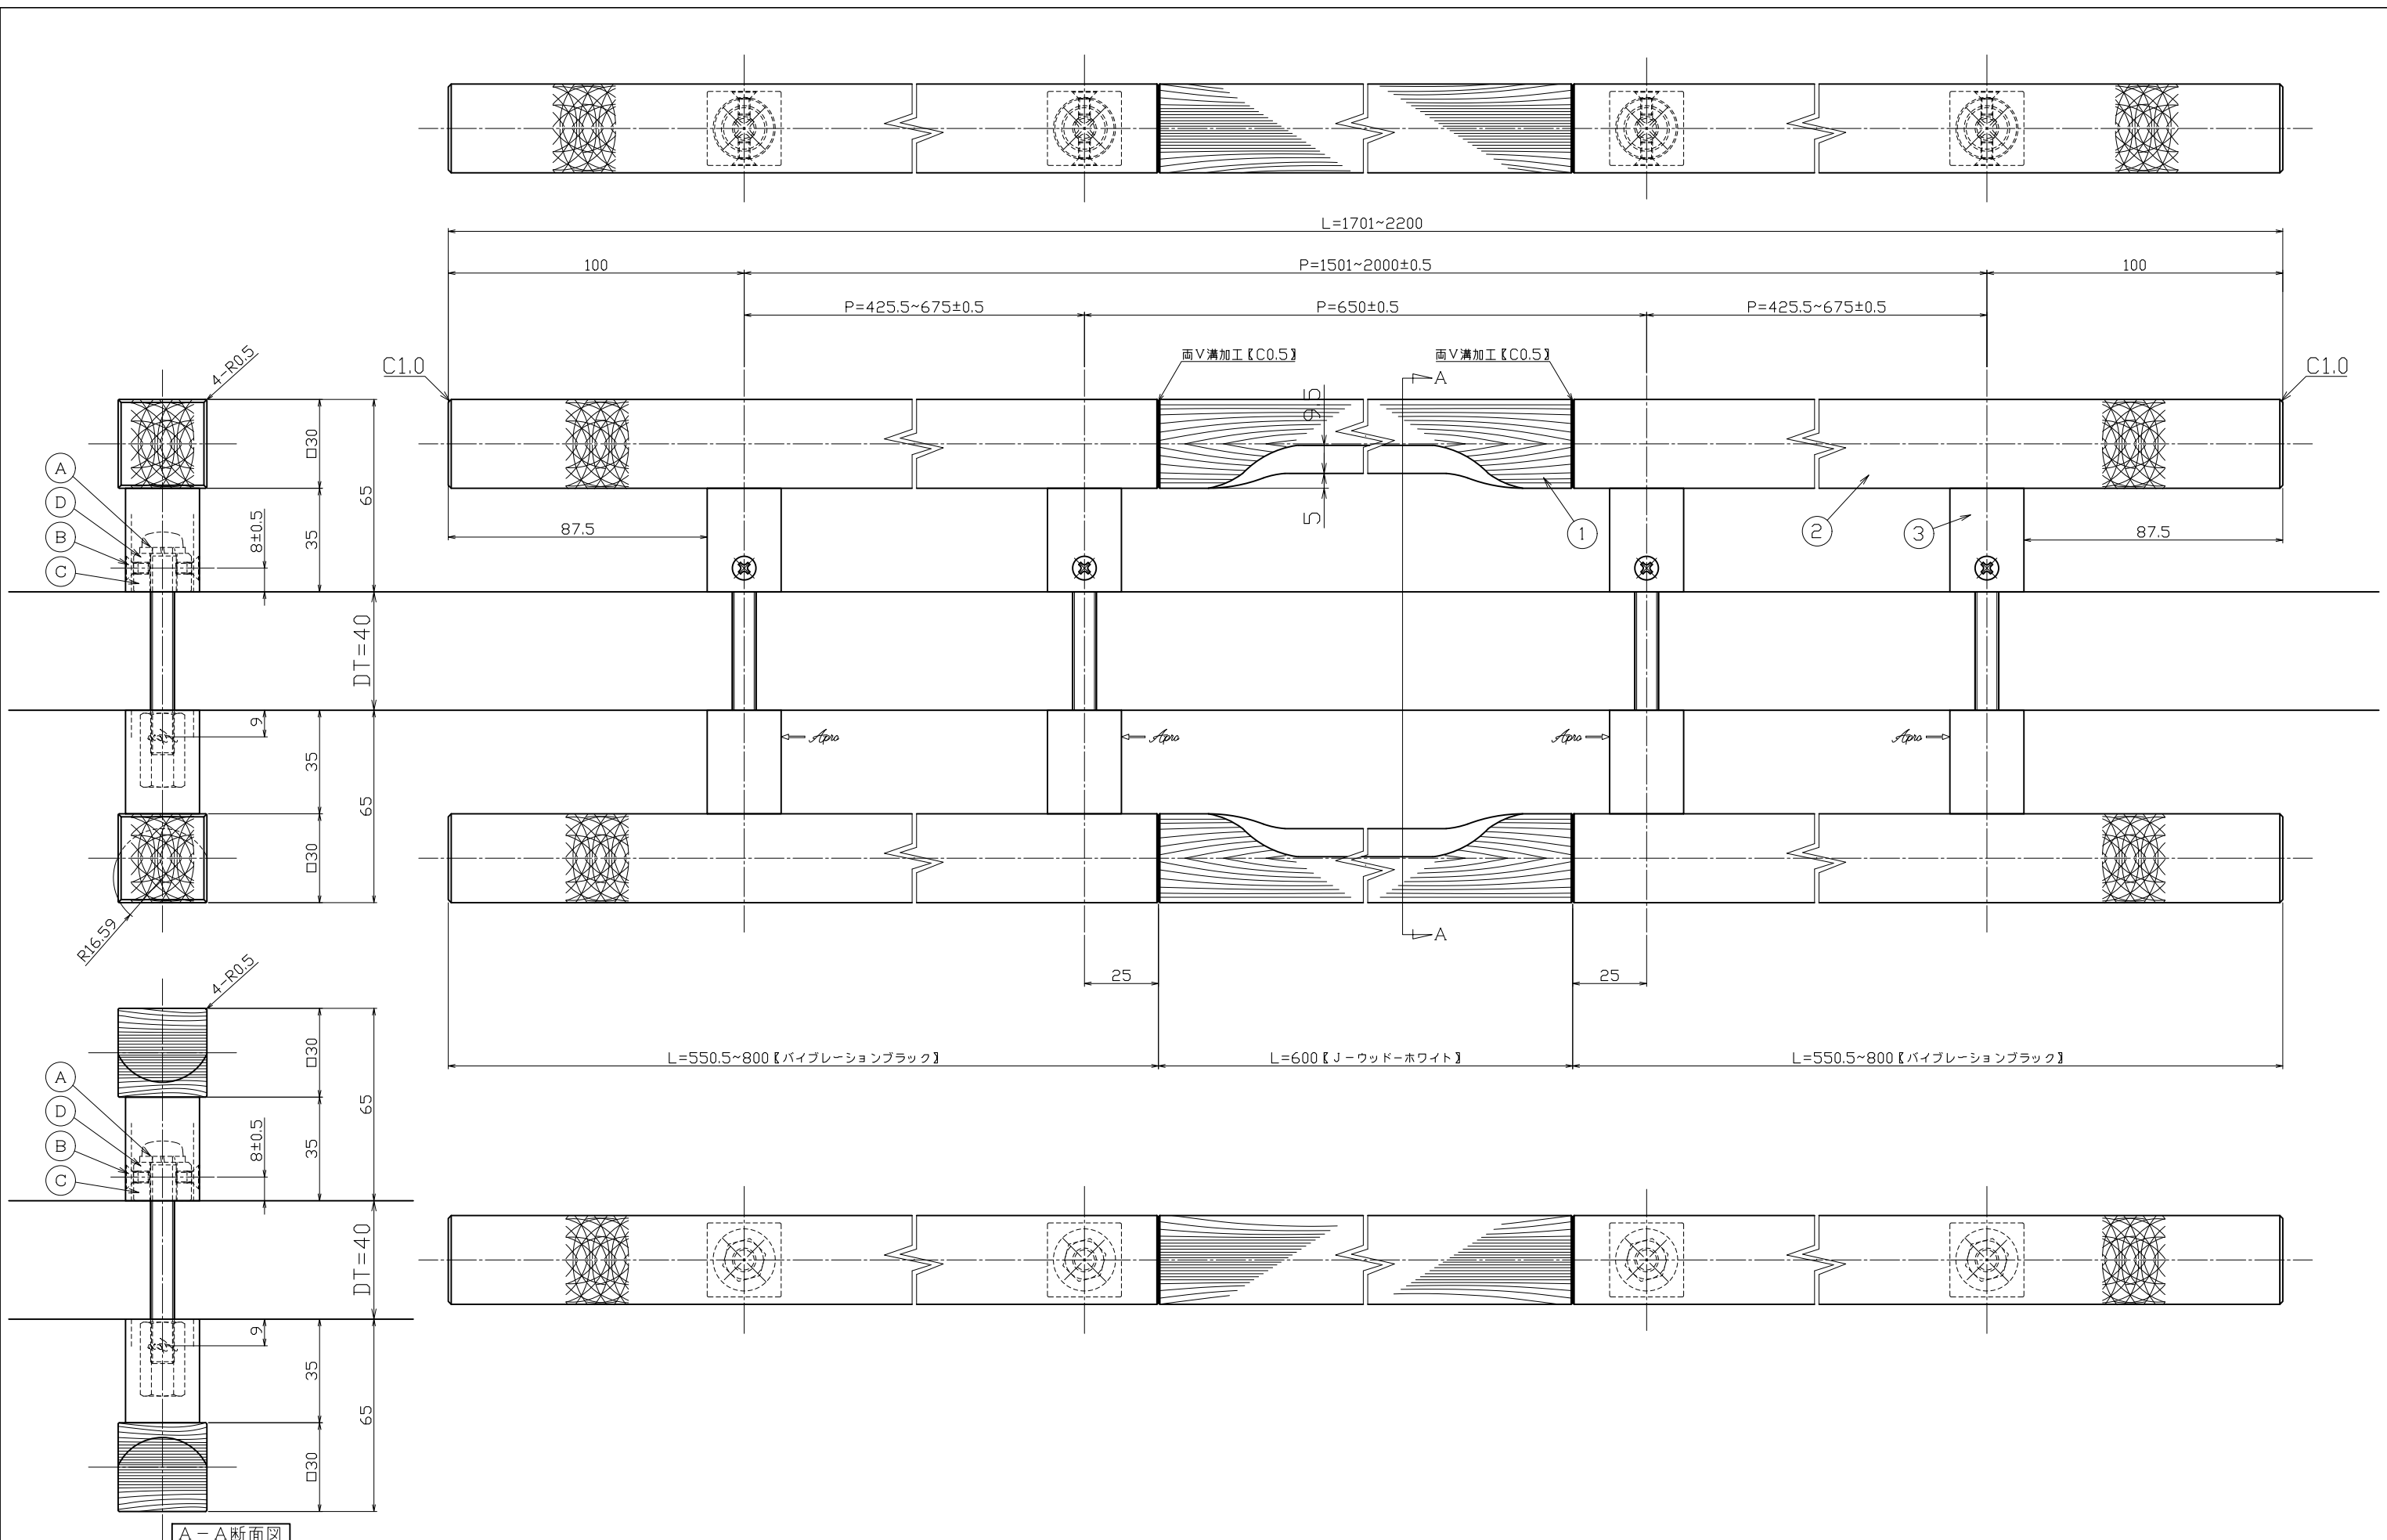 L=1701~2200
100
P=1501~2000±0.5
100
P=425.5~675±0.5
P=650±0.5
P=425.5~675±0.5
両V溝加工〖C0.5〗
両V溝加工〖C0.5〗
C1.0
C1.0
4-R0.5
A
9.5
□30
65
A
D
B
C
8±0.5
35
5
87.5
1
2
3
87.5
DT=40
9
35
65
□30
Apro
Apro
Apro
Apro
R16.59
A
25
25
4-R0.5
L=550.5~800〖バイブレーションブラック〗
L=600〖J-ウッド-ホワイト〗
L=550.5~800〖バイブレーションブラック〗
□30
65
A
D
B
C
8±0.5
35
DT=40
9
35
65
□30
A-A断面図